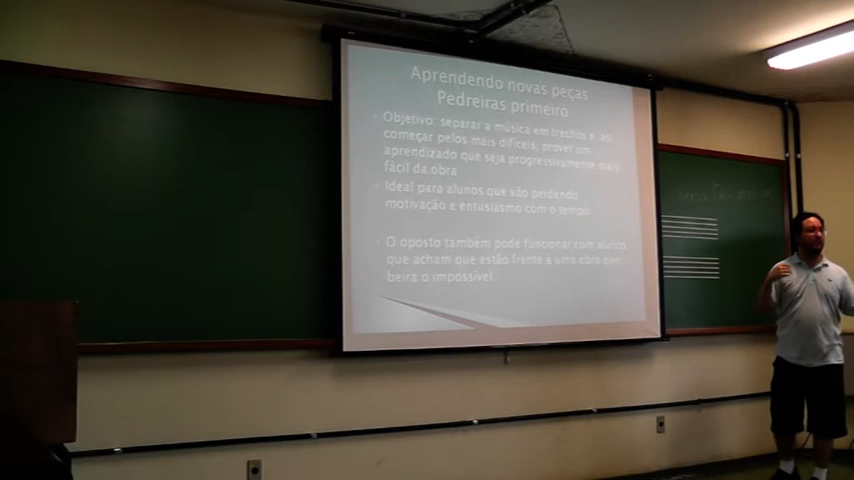 Aprendendo novas peças
Pedreiras primeiro
Objetivo: separar a música em trechos e, ao
começar pelos mais difíceis, prover um
aprendizado que seja progressivamente mais
fácil da obra
Ideal para alunos que vão perdendo
motivação e entusiasmo com o tempo
O oposto também pode funcionar com alunos
que acham que estão frente à uma obra que
beira o impossível.